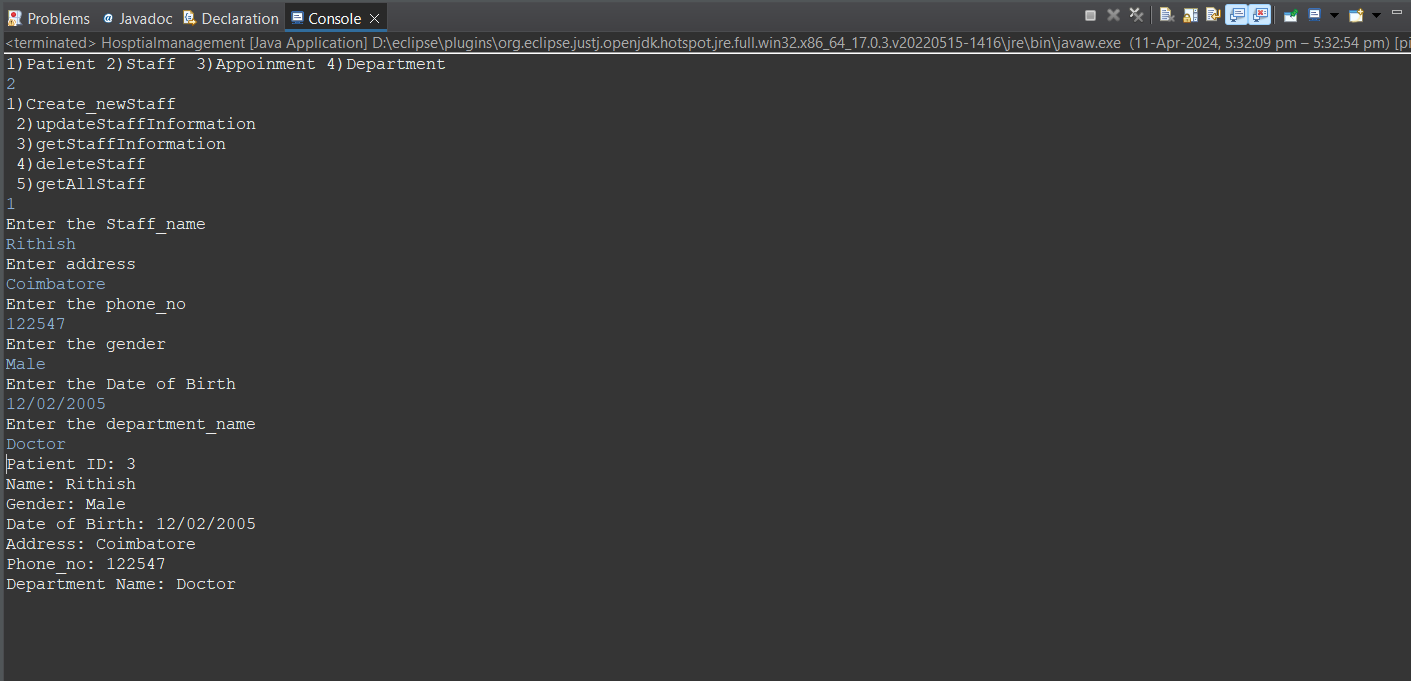 Problems @ Javadoc Declaration Console
<terminated> Hosptialmanagement [Java Application] D:\eclipse\plugins\org.eclipse.justj.openjdk.hotspot.jre.full.win32.x86_64_17.0.3.v20220515-1416\jre\bin\javaw.exe (11-Apr-2024, 5:32:09 pm – 5:32:54 pm) [pi
1)Patient 2)Staff  3)Appoinment 4)Department
2
1)Create_newStaff
 2)updateStaffInformation
 3)getStaffInformation
 4)deleteStaff
 5)getAllStaff
1
Enter the Staff_name
Rithish
Enter address
Coimbatore
Enter the phone_no
122547
Enter the gender
Male
Enter the Date of Birth
12/02/2005
Enter the department_name
Doctor
Patient ID: 3
Name: Rithish
Gender: Male
Date of Birth: 12/02/2005
Address: Coimbatore
Phone_no: 122547
Department Name: Doctor